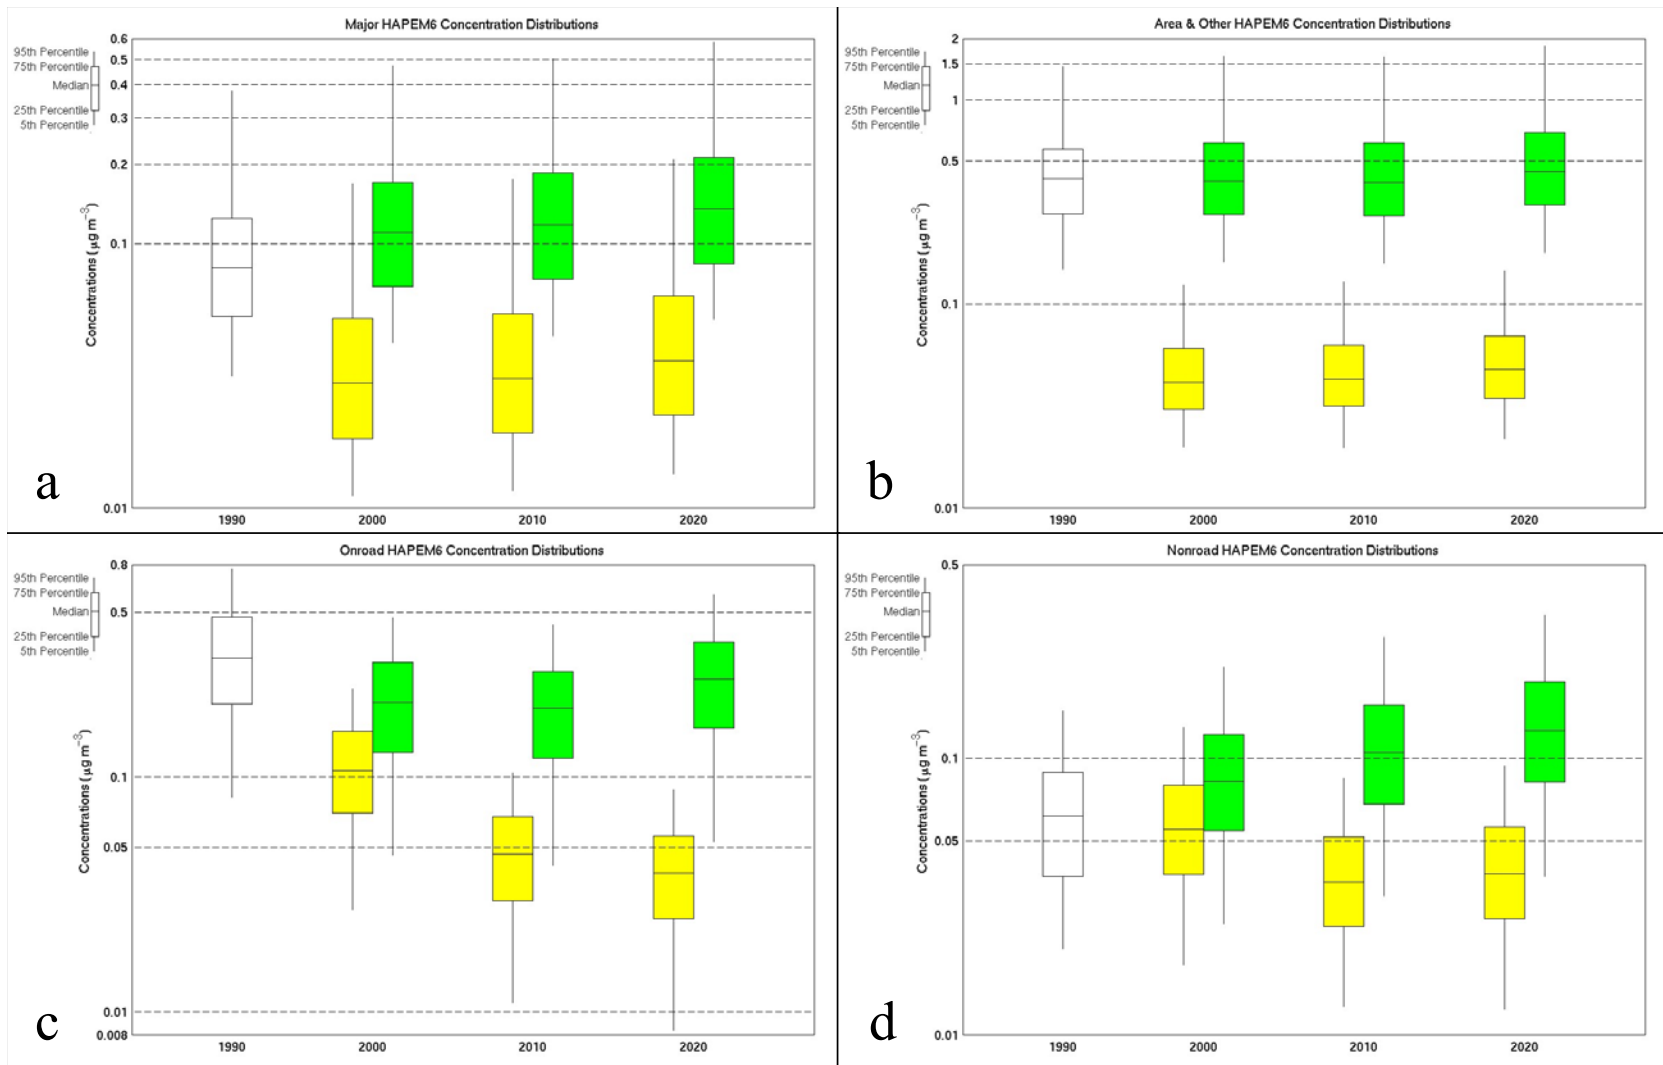 Major HAPEM6 Concentration Distributions
95th Percentile
75th Percentile
Median
25th Percentile
5th Percentile
Concentrations (μg m⁻³)
0.6
0.5
0.4
0.3
0.2
0.1
0.01
1990 2000 2010 2020
a
Area & Other HAPEM6 Concentration Distributions
95th Percentile
75th Percentile
Median
25th Percentile
5th Percentile
Concentrations (μg m⁻³)
2
1.5
1
0.5
0.1
0.01
1990 2000 2010 2020
b
Onroad HAPEM6 Concentration Distributions
95th Percentile
75th Percentile
Median
25th Percentile
5th Percentile
Concentrations (μg m⁻³)
0.8
0.5
0.1
0.05
0.01
0.008
1990 2000 2010 2020
c
Nonroad HAPEM6 Concentration Distributions
95th Percentile
75th Percentile
Median
25th Percentile
5th Percentile
Concentrations (μg m⁻³)
0.5
0.1
0.05
0.01
1990 2000 2010 2020
d